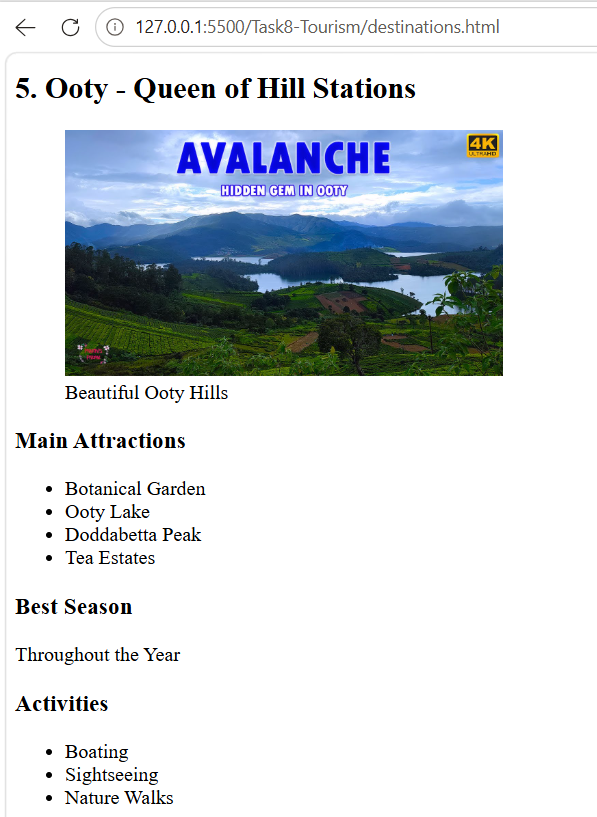 127.0.0.1:5500/Task8-Tourism/destinations.html
5. Ooty - Queen of Hill Stations
AVALANCHE
4K
ULTRAHD
HIDDEN GEM IN OOTY
Beautiful Ooty Hills
Main Attractions
Botanical Garden
Ooty Lake
Doddabetta Peak
Tea Estates
Best Season
Throughout the Year
Activities
Boating
Sightseeing
Nature Walks